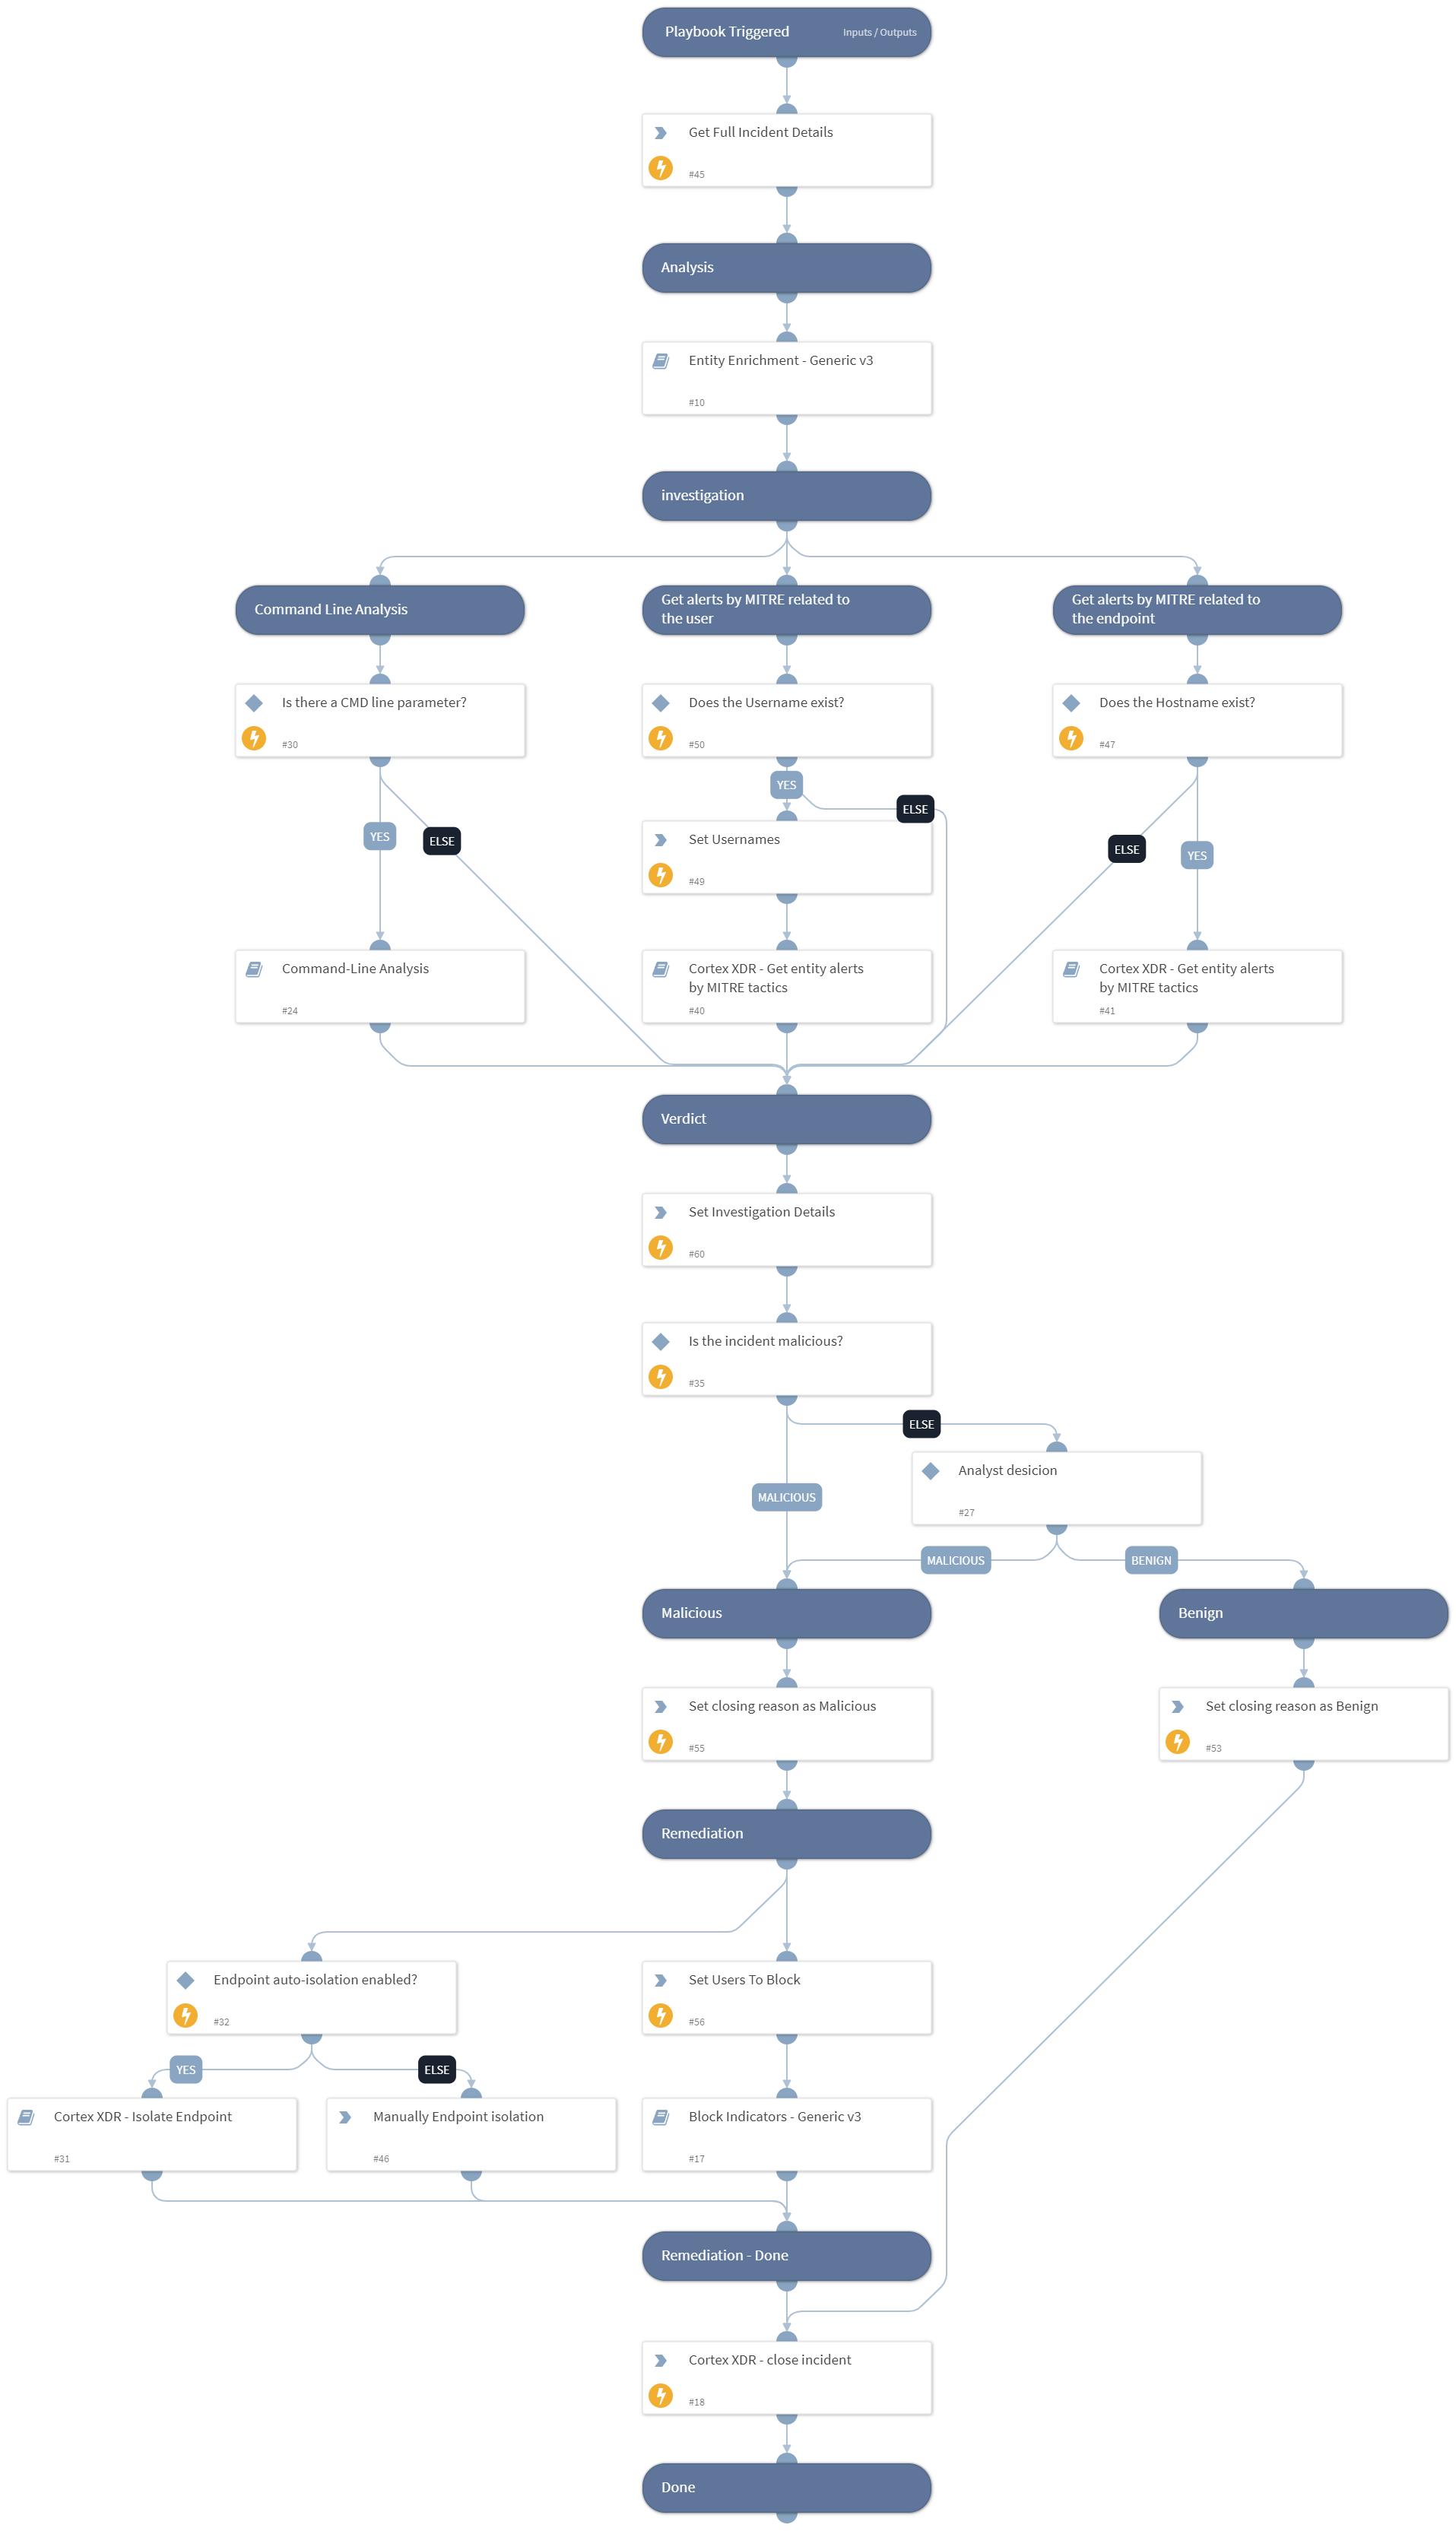 Playbook Triggered
Inputs / Outputs
Get Full Incident Details
#45
Analysis
Entity Enrichment - Generic v3
#10
investigation
Command Line Analysis
Get alerts by MITRE related to
the user
Get alerts by MITRE related to
the endpoint
Is there a CMD line parameter?
#30
Does the Username exist?
#50
Does the Hostname exist?
#47
YES
ELSE
YES
ELSE
ELSE
YES
Set Usernames
#49
Command-Line Analysis
#24
Cortex XDR - Get entity alerts
by MITRE tactics
#40
Cortex XDR - Get entity alerts
by MITRE tactics
#41
Verdict
Set Investigation Details
#60
Is the incident malicious?
#35
ELSE
Analyst desicion
#27
MALICIOUS
MALICIOUS
BENIGN
Malicious
Benign
Set closing reason as Malicious
#55
Set closing reason as Benign
#53
Remediation
Endpoint auto-isolation enabled?
#32
Set Users To Block
#56
YES
ELSE
Cortex XDR - Isolate Endpoint
#31
Manually Endpoint isolation
#46
Block Indicators - Generic v3
#17
Remediation - Done
Cortex XDR - close incident
#18
Done